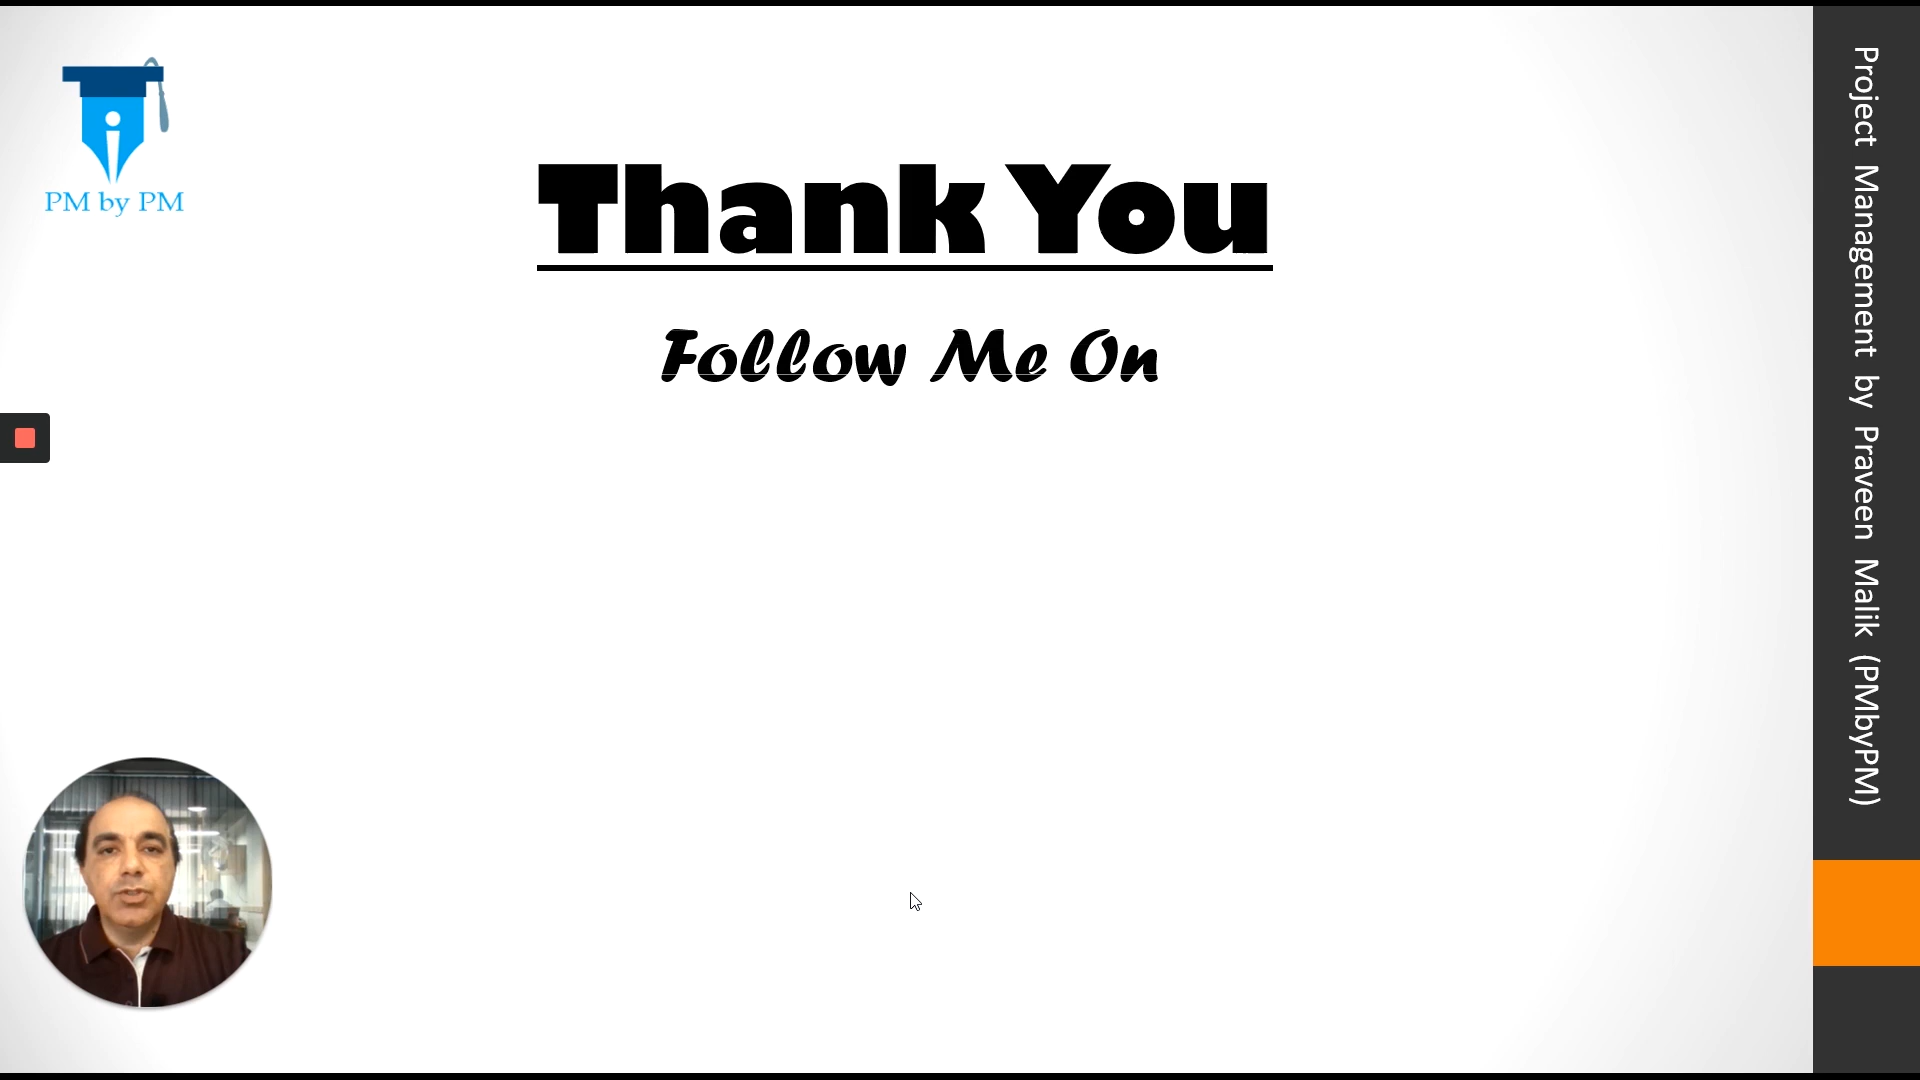 PM by PM
Thank You
Follow Me On
Project Management by Praveen Malik (PMbyPM)